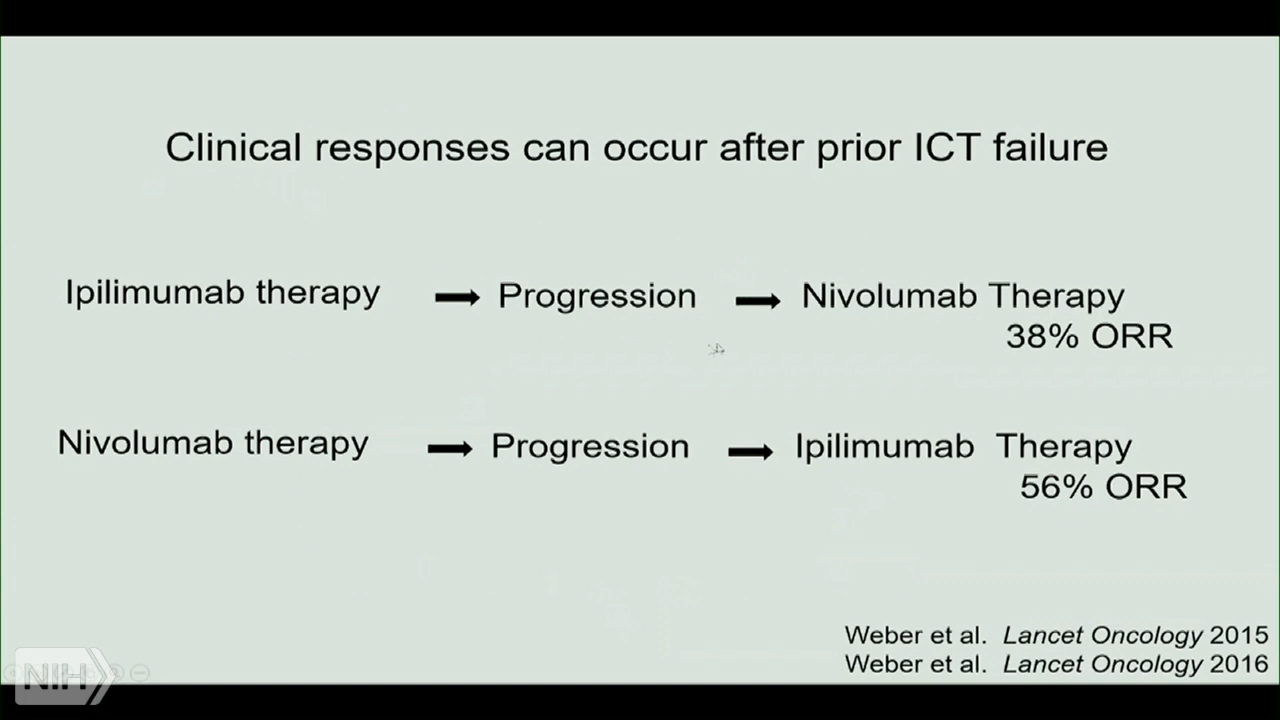 Clinical responses can occur after prior ICT failure
Ipilimumab therapy → Progression → Nivolumab Therapy
38% ORR
Nivolumab therapy → Progression → Ipilimumab Therapy
56% ORR
Weber et al. Lancet Oncology 2015
Weber et al. Lancet Oncology 2016
NIH